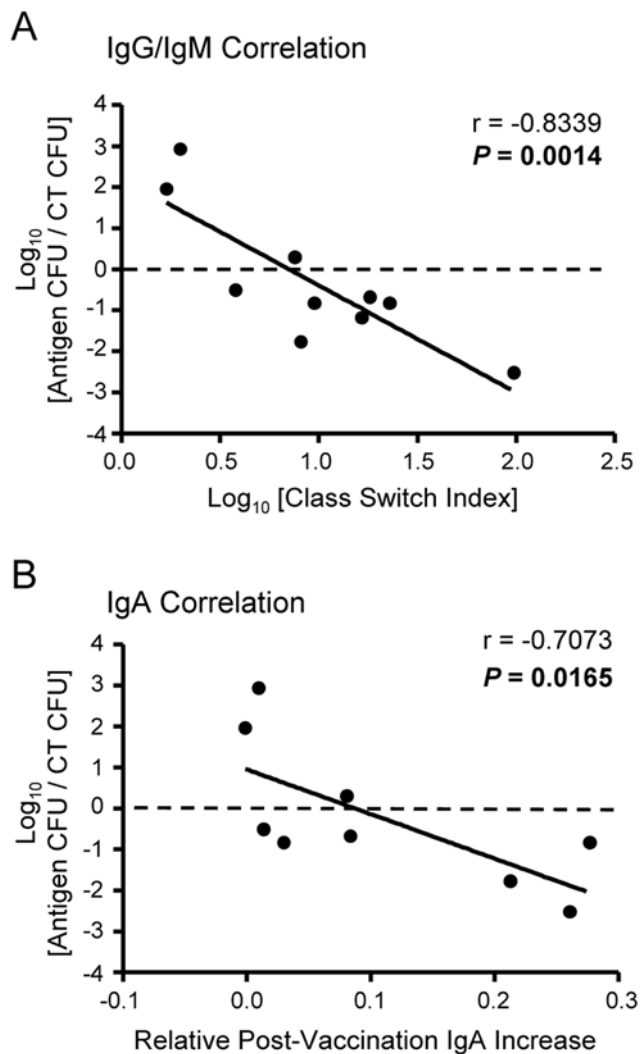 A
IgG/IgM Correlation
r = -0.8339
P = 0.0014
Log10
[Antigen CFU / CT CFU]
4
3
2
1
0
-1
-2
-3
-4
0.0 0.5 1.0 1.5 2.0 2.5
Log10 [Class Switch Index]
B
IgA Correlation
r = -0.7073
P = 0.0165
Log10
[Antigen CFU / CT CFU]
4
3
2
1
0
-1
-2
-3
-4
-0.1 0.0 0.1 0.2 0.3
Relative Post-Vaccination IgA Increase